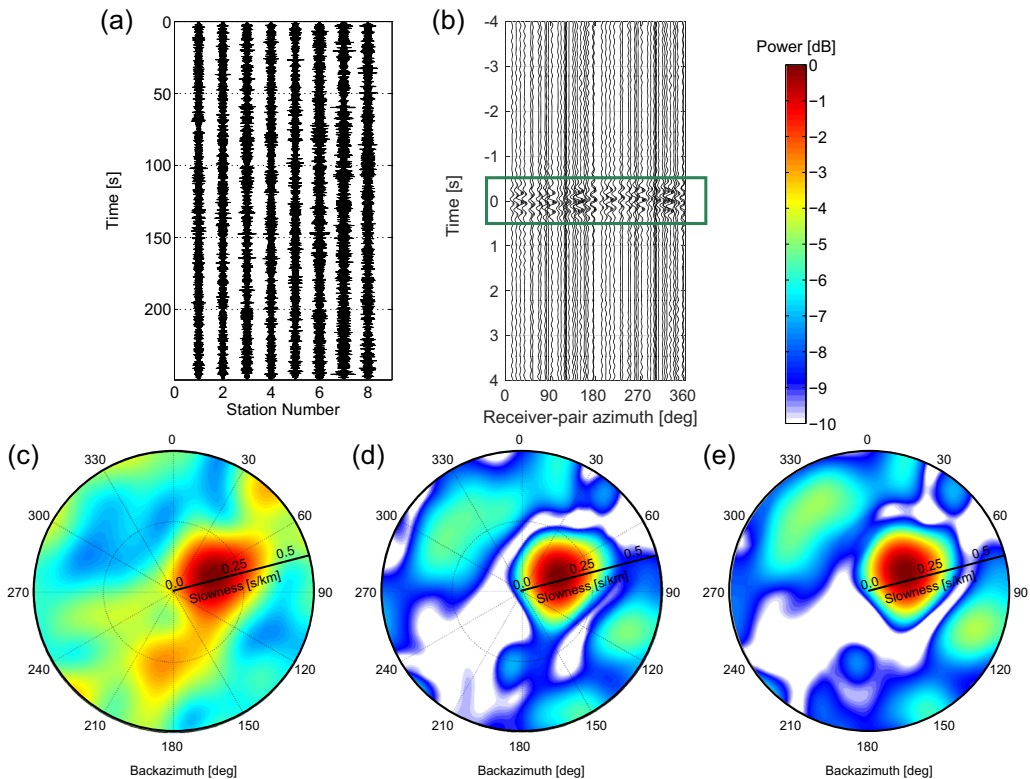 (a)
0
50
100
150
200
Time [s]
0 2 4 6 8
Station Number
(b)
-4
-3
-2
-1
0
1
2
3
4
Time [s]
0 90 180 270 360
Receiver-pair azimuth [deg]
Power [dB]
0
−1
−2
−3
−4
−5
−6
−7
−8
−9
−10
(c)
0
30
60
90
120
150
180
210
240
270
300
330
0.0 0.25 0.5
Slowness [s/km]
Backazimuth [deg]
(d)
0
30
60
90
120
150
180
210
240
270
300
330
0.0 0.25 0.5
Slowness [s/km]
Backazimuth [deg]
(e)
0
30
60
90
120
150
180
210
240
270
300
330
0.0 0.25 0.5
Slowness [s/km]
Backazimuth [deg]